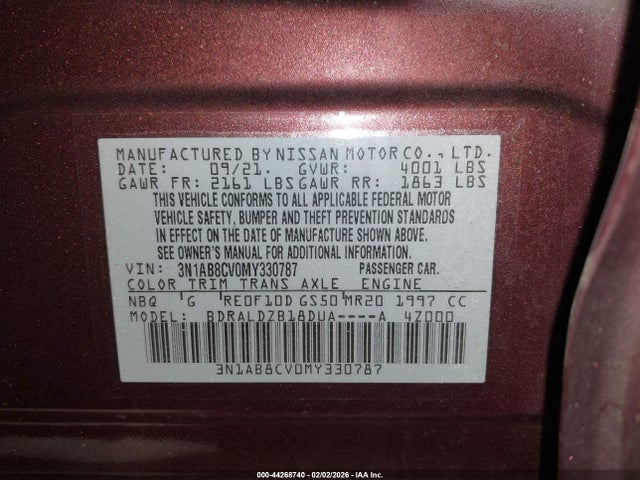 MANUFACTURED BY NISSAN MOTOR CO., LTD.
DATE: 09/21. GVWR: 4001 LBS
GAWR FR: 2161 LBS GAWR RR: 1863 LBS
THIS VEHICLE CONFORMS TO ALL APPLICABLE FEDERAL MOTOR
VEHICLE SAFETY, BUMPER AND THEFT PREVENTION STANDARDS
IN EFFECT ON THE DATE OF MANUFACTURE SHOWN ABOVE.
SEE OWNER'S MANUAL FOR ADDITIONAL INFORMATION.
VIN: 3N1AB8CV0MY330787 PASSENGER CAR.
COLOR TRIM TRANS AXLE ENGINE
NBQ G RE0F10D GS50 MR20 1997 CC
MODEL: BDRALDZB18DUA----A 4Z000
3N1AB8CV0MY330787
000-44268740 - 02/02/2026 - IAA Inc.